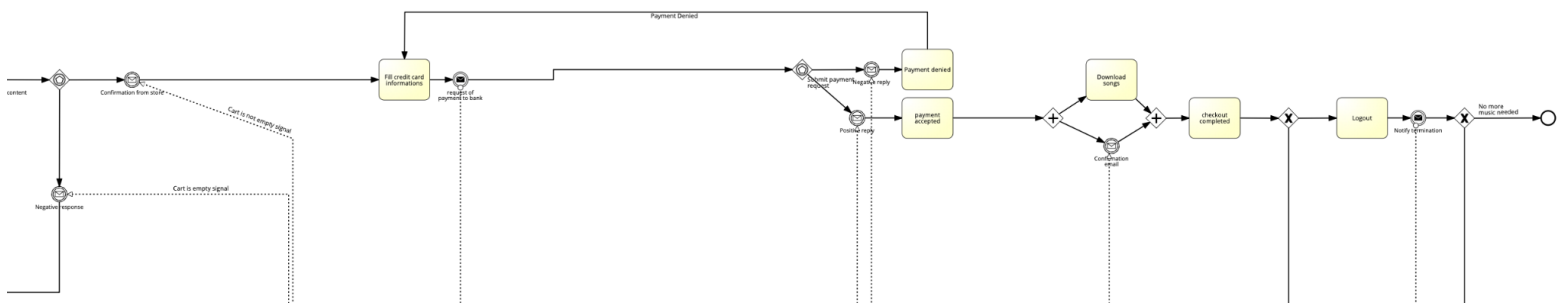 Payment Denied
content
Confirmation from store
Cart is not empty signal
Fill credit card
informations
request of
payment to bank
Submit payment
request
Negative reply
Payment denied
Positive reply
payment
accepted
Download
songs
Confirmation
email
checkout
completed
Logout
Notify termination
No more
music needed
Cart is empty signal
Negative response